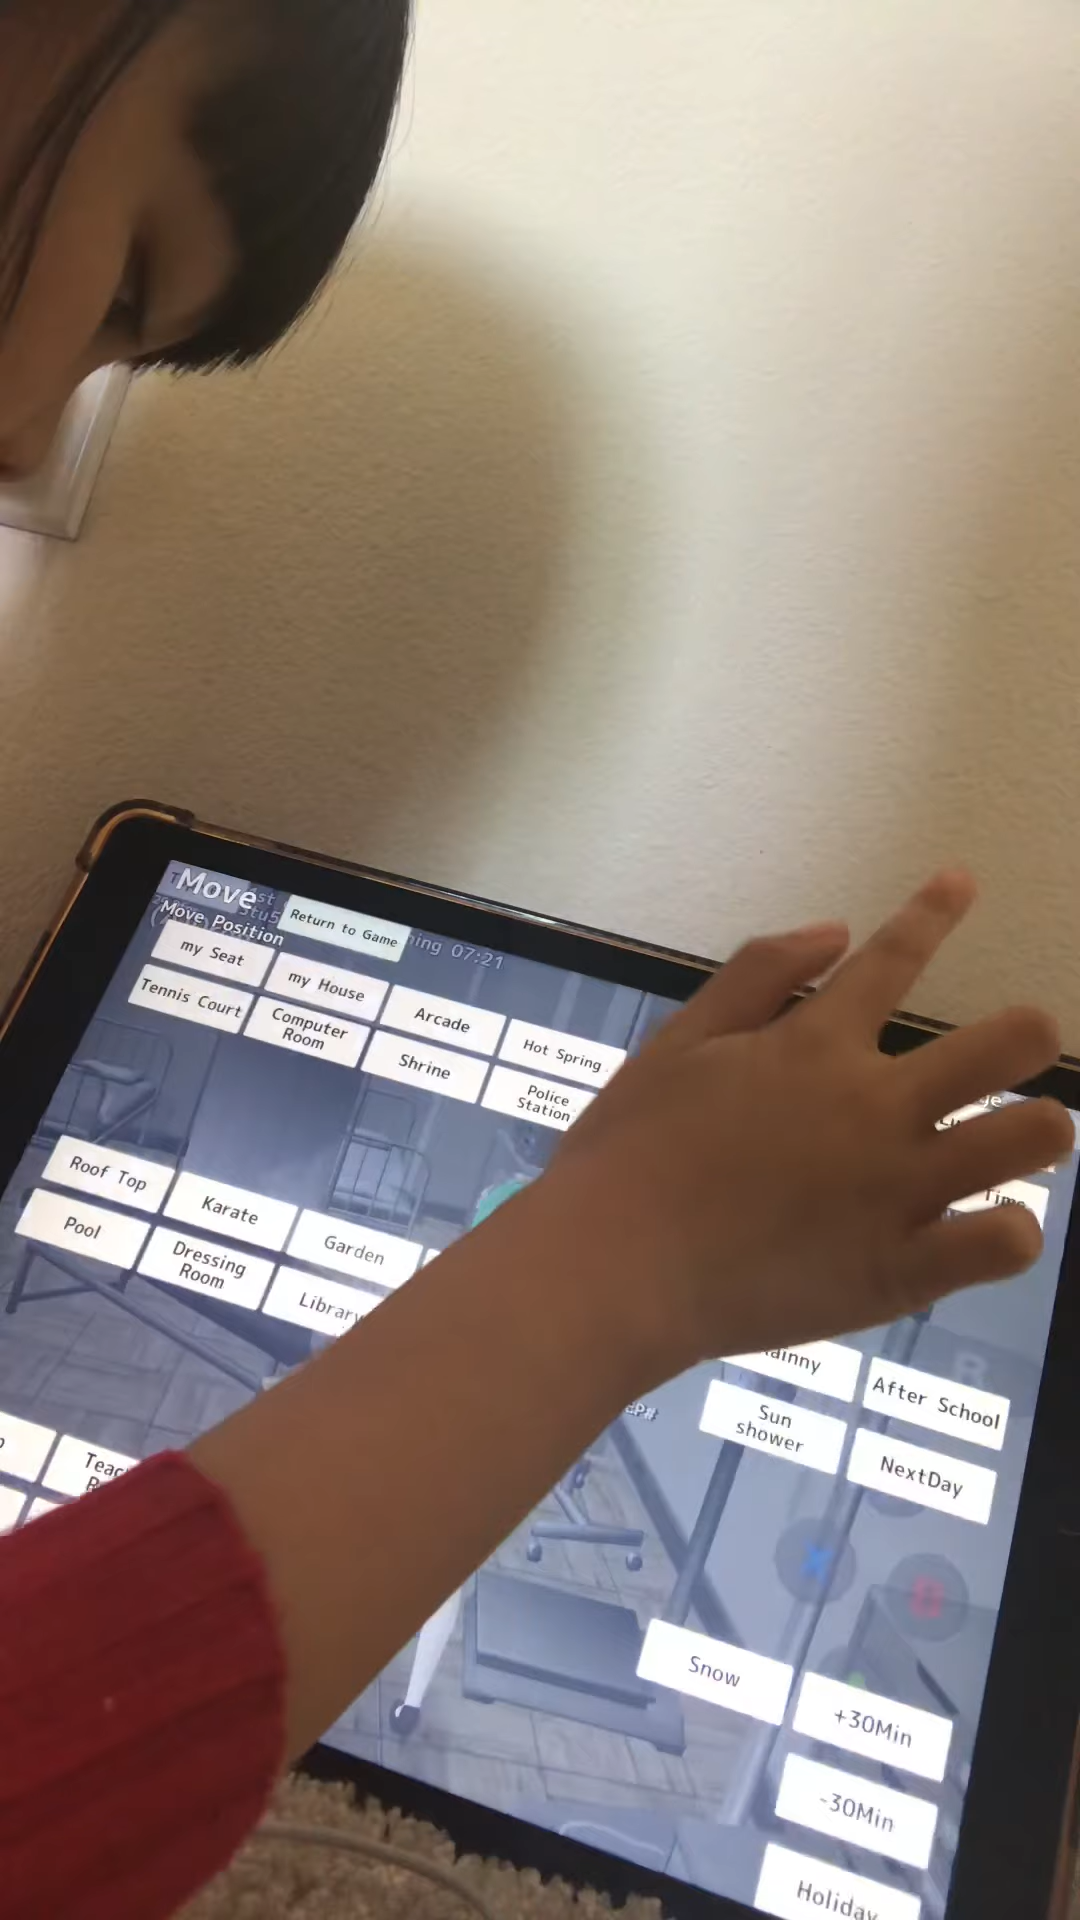 Move
Return to Game
07:21
Move Position
my Seat
my House
Arcade
Hot Spring
Tennis Court
Computer
Room
Shrine
Police
Station
Time
Roof Top
Karate
Garden
Pool
Dressing
Room
Library
After School
Sun
shower
NextDay
Snow
+30Min
-30Min
Holiday